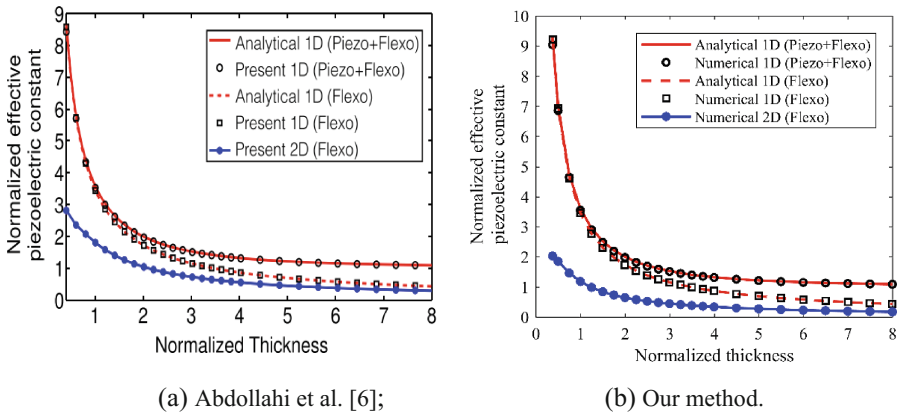 9
8
7
6
5
4
3
2
1
0
Normalized effective
piezoelectric constant
Analytical 1D (Piezo+Flexo)
Present 1D (Piezo+Flexo)
Analytical 1D (Flexo)
Present 1D (Flexo)
Present 2D (Flexo)
1 2 3 4 5 6 7 8
Normalized Thickness
(a) Abdollahi et al. [6];
10
9
8
7
6
5
4
3
2
1
0
Normalized effective
piezoelectric constant
Analytical 1D (Piezo+Flexo)
Numerical 1D (Piezo+Flexo)
Analytical 1D (Flexo)
Numerical 1D (Flexo)
Numerical 2D (Flexo)
0 1 2 3 4 5 6 7 8
Normalized thickness
(b) Our method.